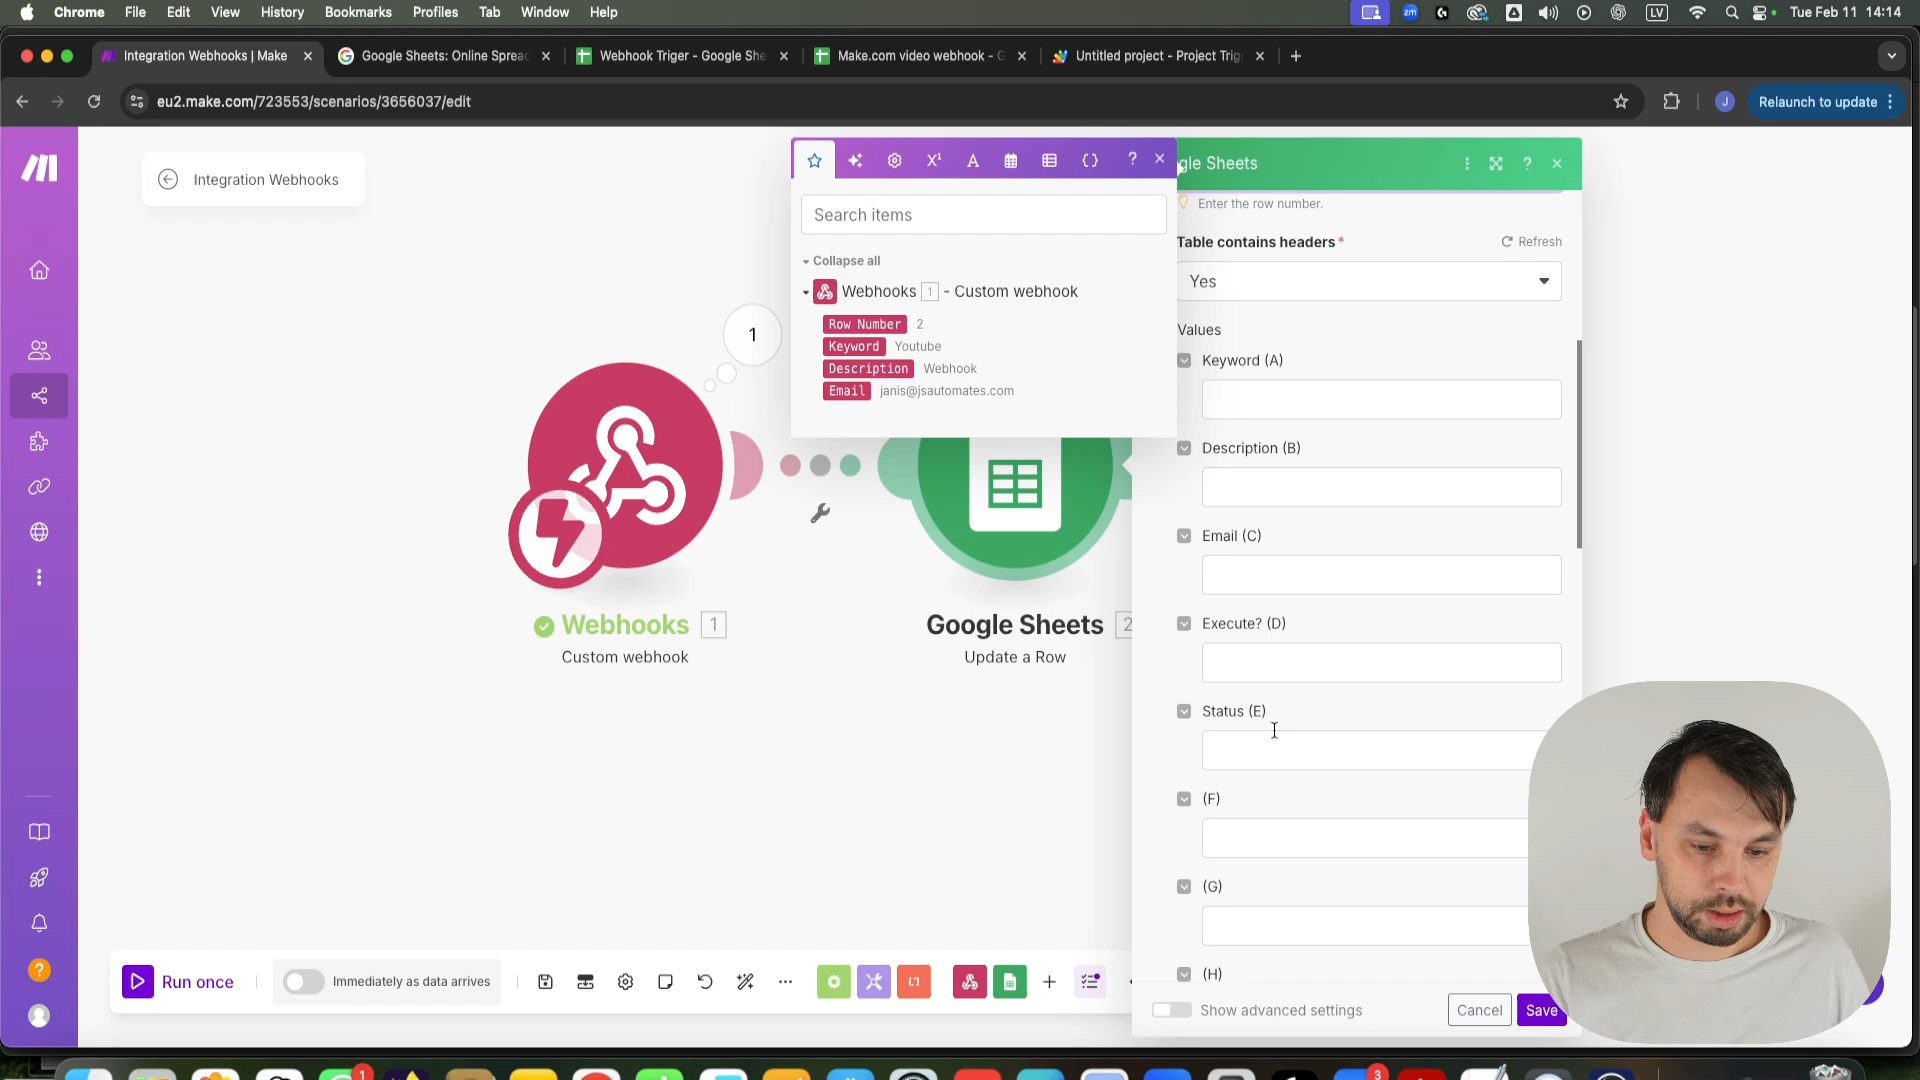 Chrome File Edit View History Bookmarks Profiles Tab Window Help
zm
LV
Tue Feb 11 14:14
Integration Webhooks | Make
Google Sheets: Online Sprea
Webhook Triger - Google She
Make.com video webhook - G
Untitled project - Project Trig
eu2.make.com/723553/scenarios/3656037/edit
J
Relaunch to update
Integration Webhooks
gle Sheets
Search items
Enter the row number.
Collapse all
Table contains headers *
Refresh
Webhooks 1 - Custom webhook
Yes
Row Number 2
Keyword Youtube
Description Webhook
Email janis@jsautomates.com
Values
Keyword (A)
Description (B)
Email (C)
Execute? (D)
Status (E)
(F)
(G)
(H)
1
Webhooks 1
Custom webhook
Google Sheets 2
Update a Row
Run once
Immediately as data arrives
Show advanced settings
Cancel
Save
1
3